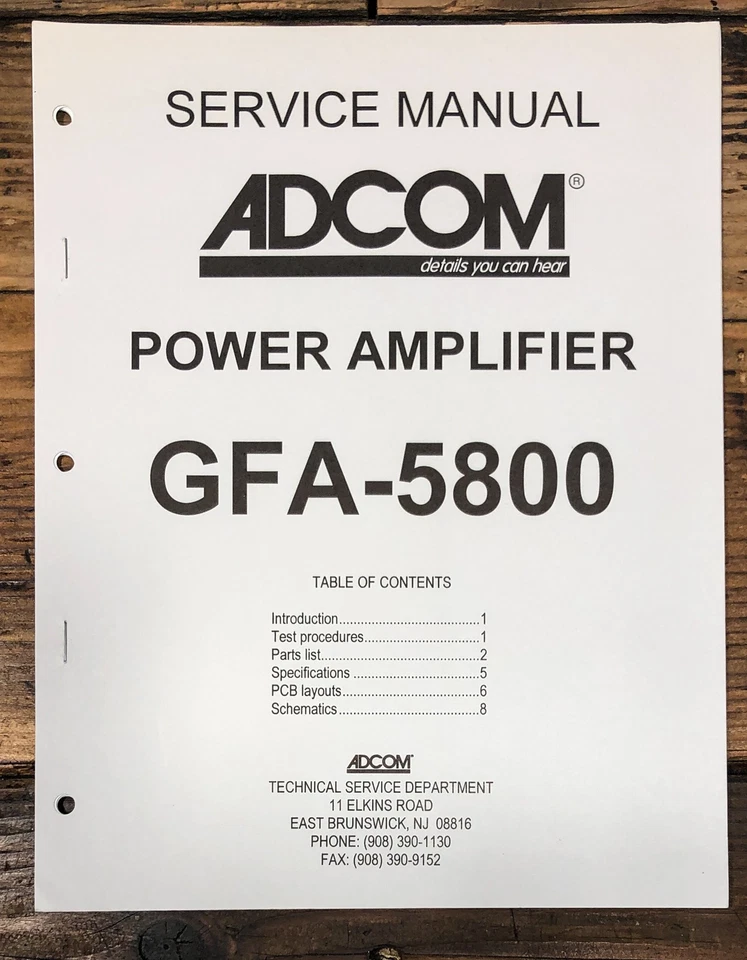 SERVICE MANUAL
ADCOM®
details you can hear
POWER AMPLIFIER
GFA-5800
TABLE OF CONTENTS
Introduction.......................................1
Test procedures................................1
Parts list............................................2
Specifications ...................................5
PCB layouts......................................6
Schematics.......................................8
ADCOM®
TECHNICAL SERVICE DEPARTMENT
11 ELKINS ROAD
EAST BRUNSWICK, NJ 08816
PHONE: (908) 390-1130
FAX: (908) 390-9152